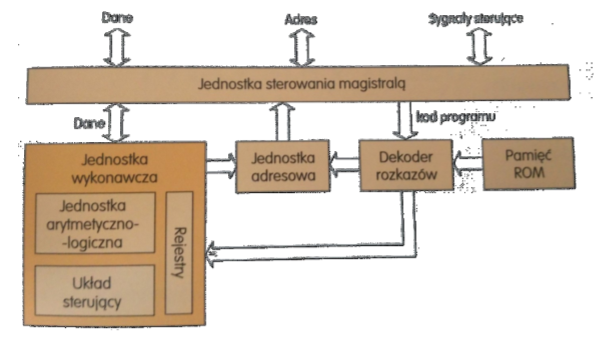 Dane
Adres
Sygnały sterujące
Jednostka sterowania magistralą
Dane
kod programu
Jednostka
wykonawcza
Jednostka
adresowa
Dekoder
rozkazów
Pamięć
ROM
Jednostka
arytmetyczno-
-logiczna
Rejestry
Układ
sterujący